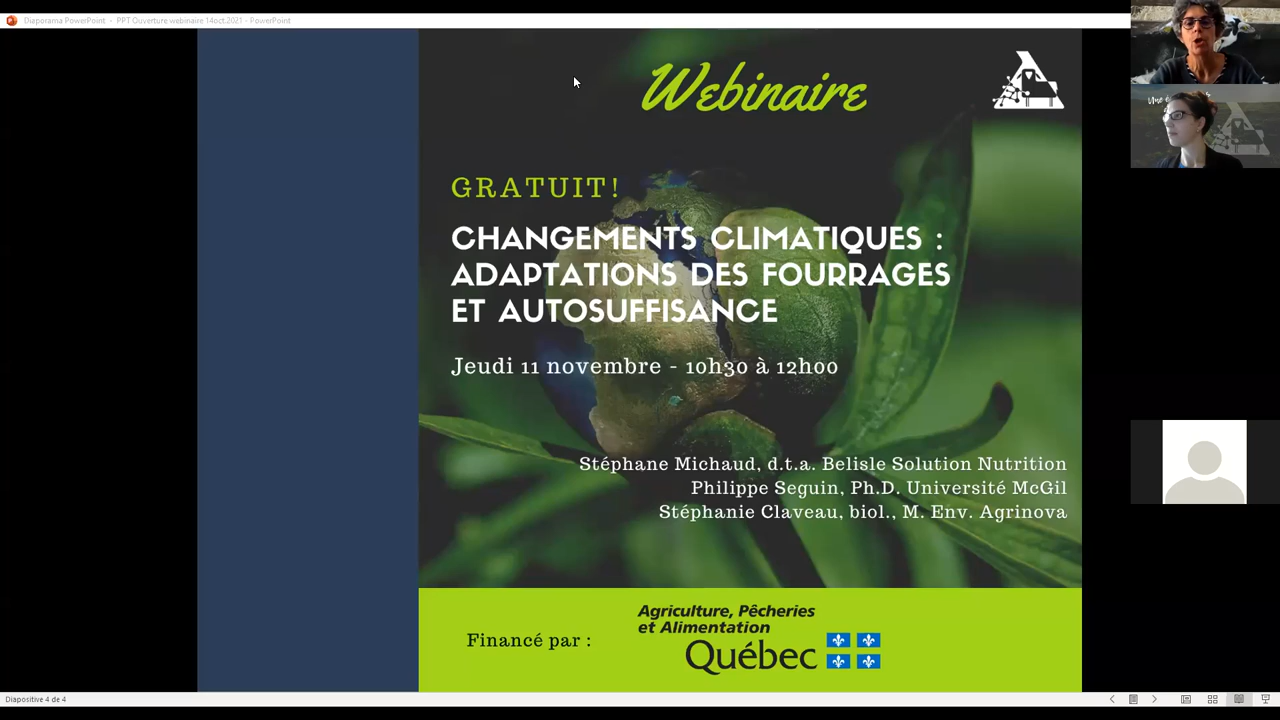 Diaporama PowerPoint - PPT Ouverture webinaire 14oct.2021 - PowerPoint
Webinaire
GRATUIT!
CHANGEMENTS CLIMATIQUES :
ADAPTATIONS DES FOURRAGES
ET AUTOSUFFISANCE
Jeudi 11 novembre - 10h30 à 12h00
Stéphane Michaud, d.t.a. Belisle Solution Nutrition
Philippe Seguin, Ph.D. Université McGil
Stéphanie Claveau, biol., M. Env. Agrinova
Financé par :
Agriculture, Pêcheries
et Alimentation
Québec
Diapositive 4 de 4